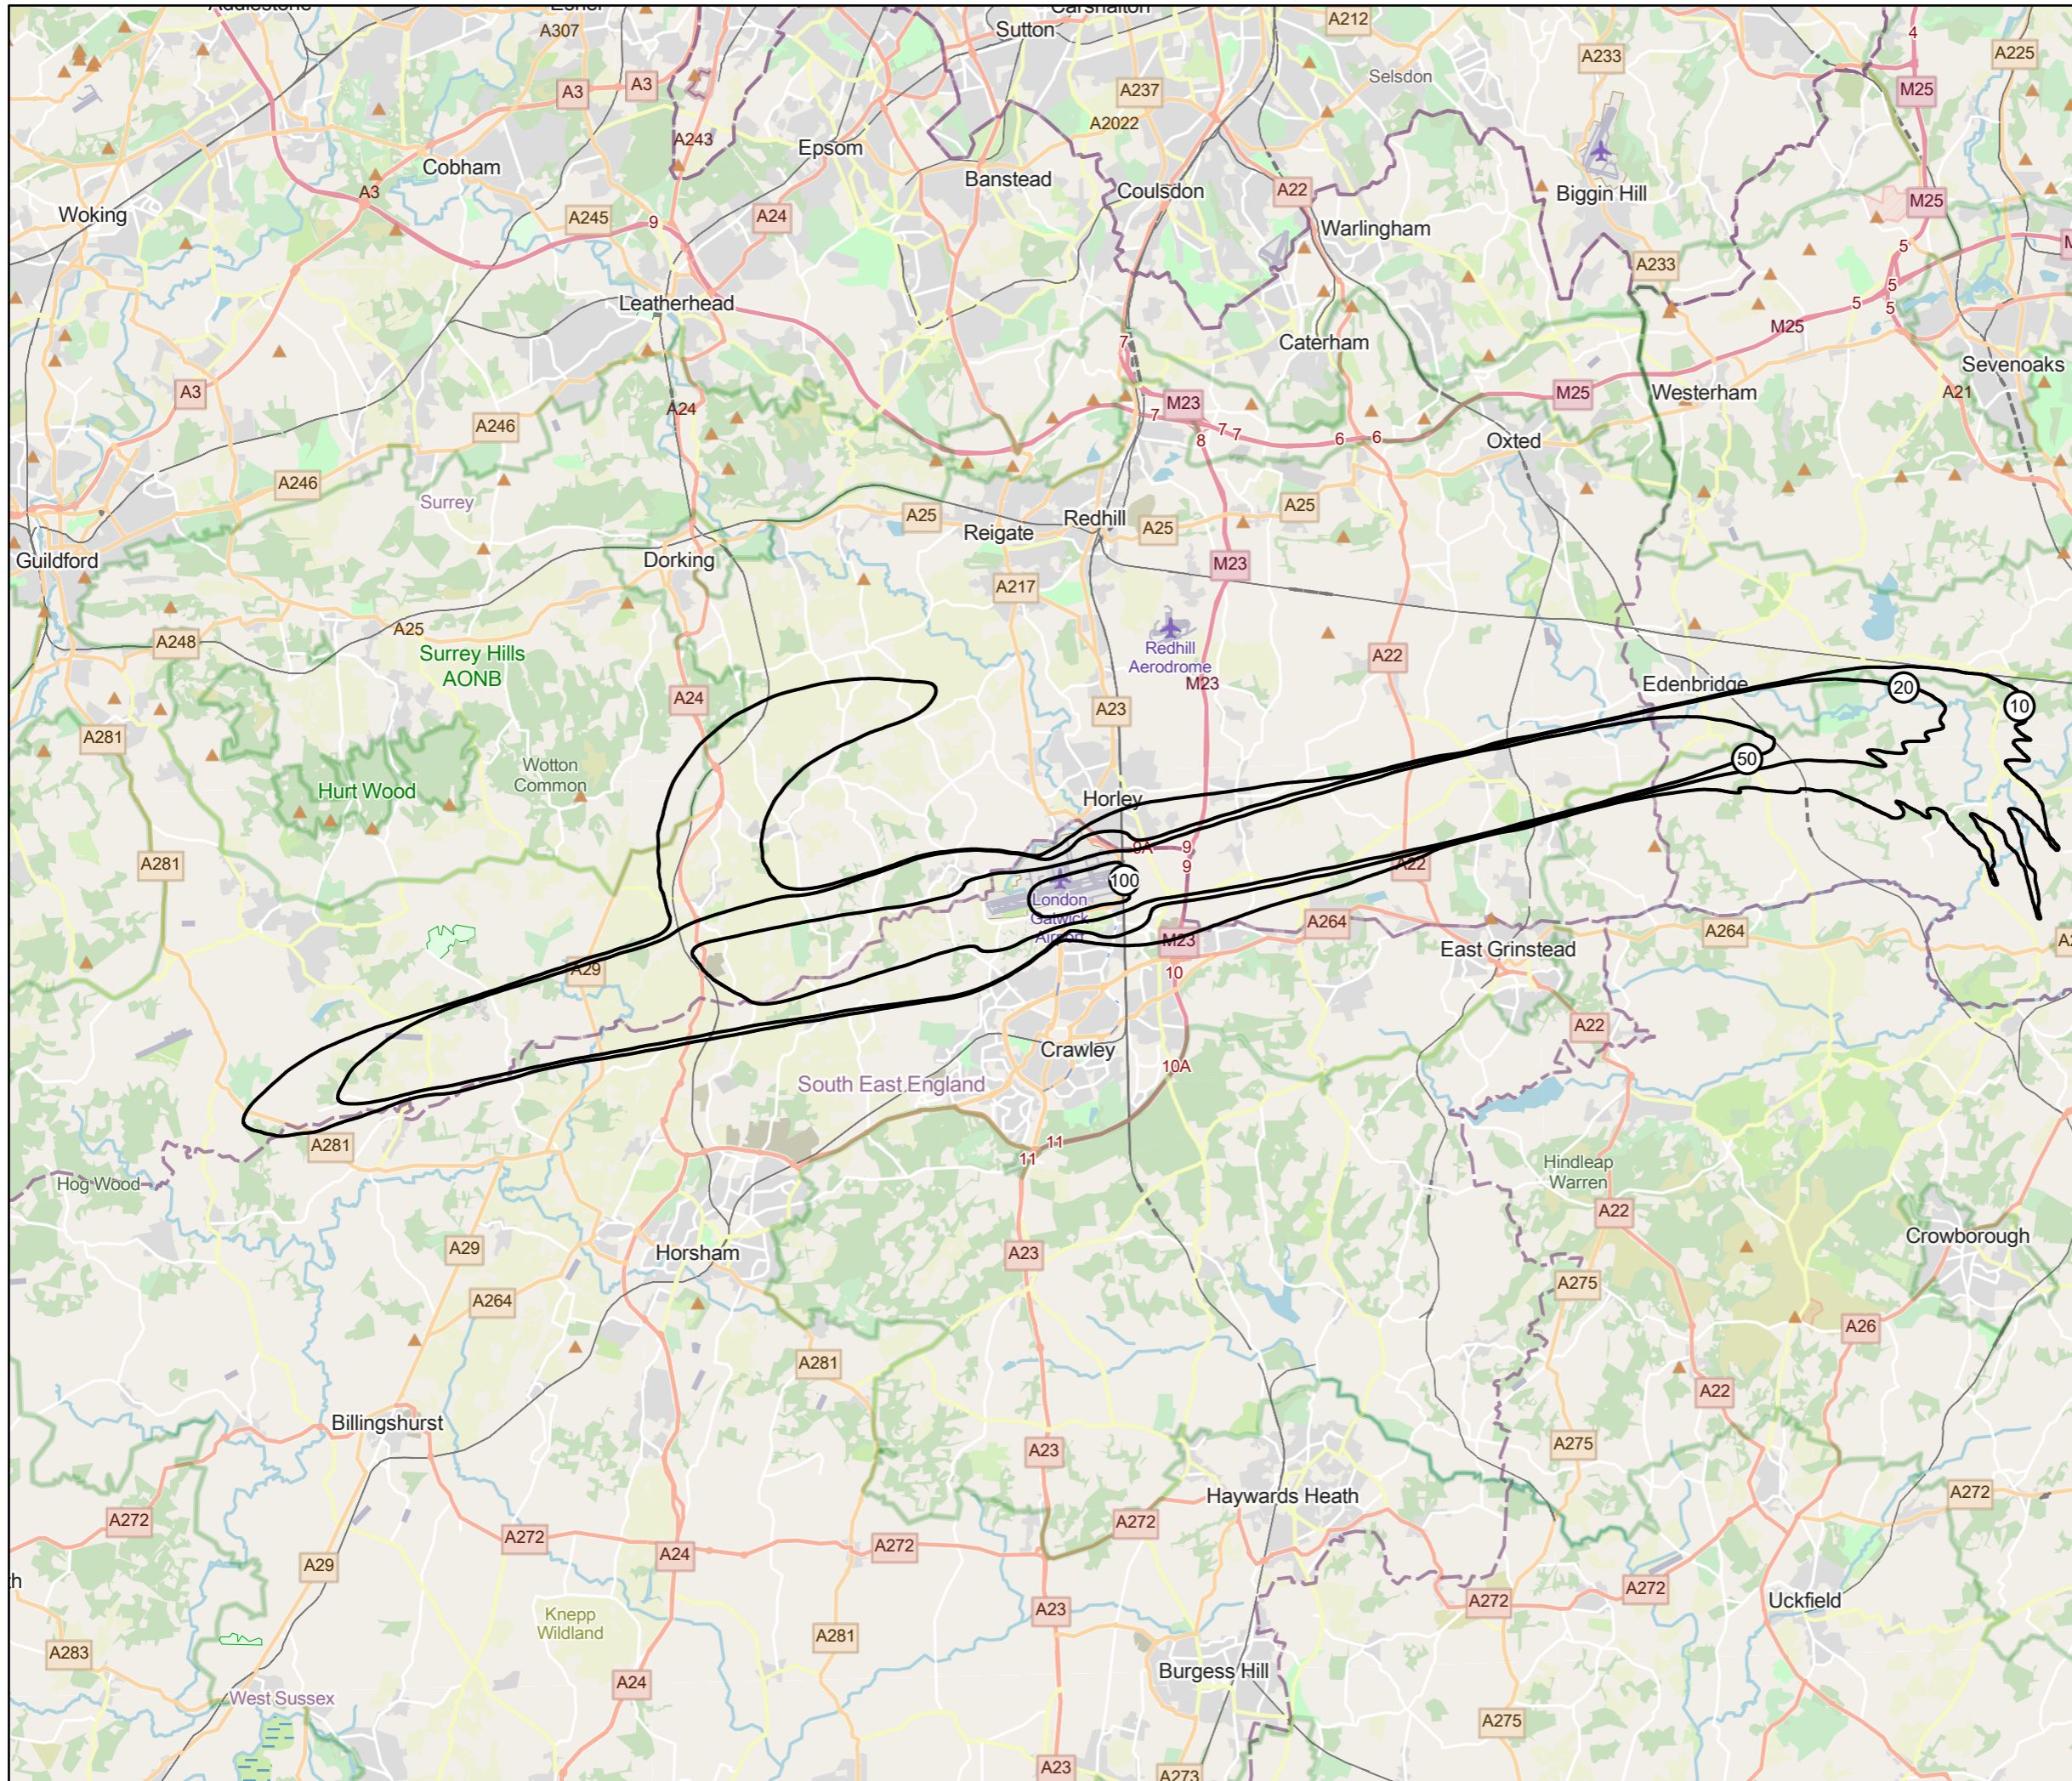 Sutton
A307
A212
4
A233
A225
A3
A3
A237
Selsdon
M25
A2022
A243
Cobham
Epsom
Banstead
Coulsdon
A22
Biggin Hill
M25
A3
Woking
A245
9
A24
Warlingham
5
A233
5
5
5
M25
Leatherhead
7
Caterham
Sevenoaks
A3
M25
Westerham
A21
A24
M23
7
A246
7
7
8
6
6
Oxted
A246
Surrey
A25
Redhill
A25
A25
Reigate
Guildford
Dorking
M23
A217
A25
A248
Redhill
Aerodrome
Surrey Hills
AONB
A22
M23
Edenbridge
20
A24
A23
10
A281
Wotton
Common
50
Hurt Wood
Horley
9A
9
9
A281
A22
100
London
Gatwick
Airport
A264
A264
M23
East Grinstead
A29
10
A22
Crawley
10A
South East England
A281
11
11
Hog Wood
Hindleap
Warren
A22
Crowborough
A29
Horsham
A23
A275
A264
A26
A281
A22
Billingshurst
A23
A275
Haywards Heath
A272
A272
A272
A272
A272
A24
A29
A272
A272
Uckfield
A23
Knepp
Wildland
A281
A283
Burgess Hill
A24
West Sussex
A275
A23
A273